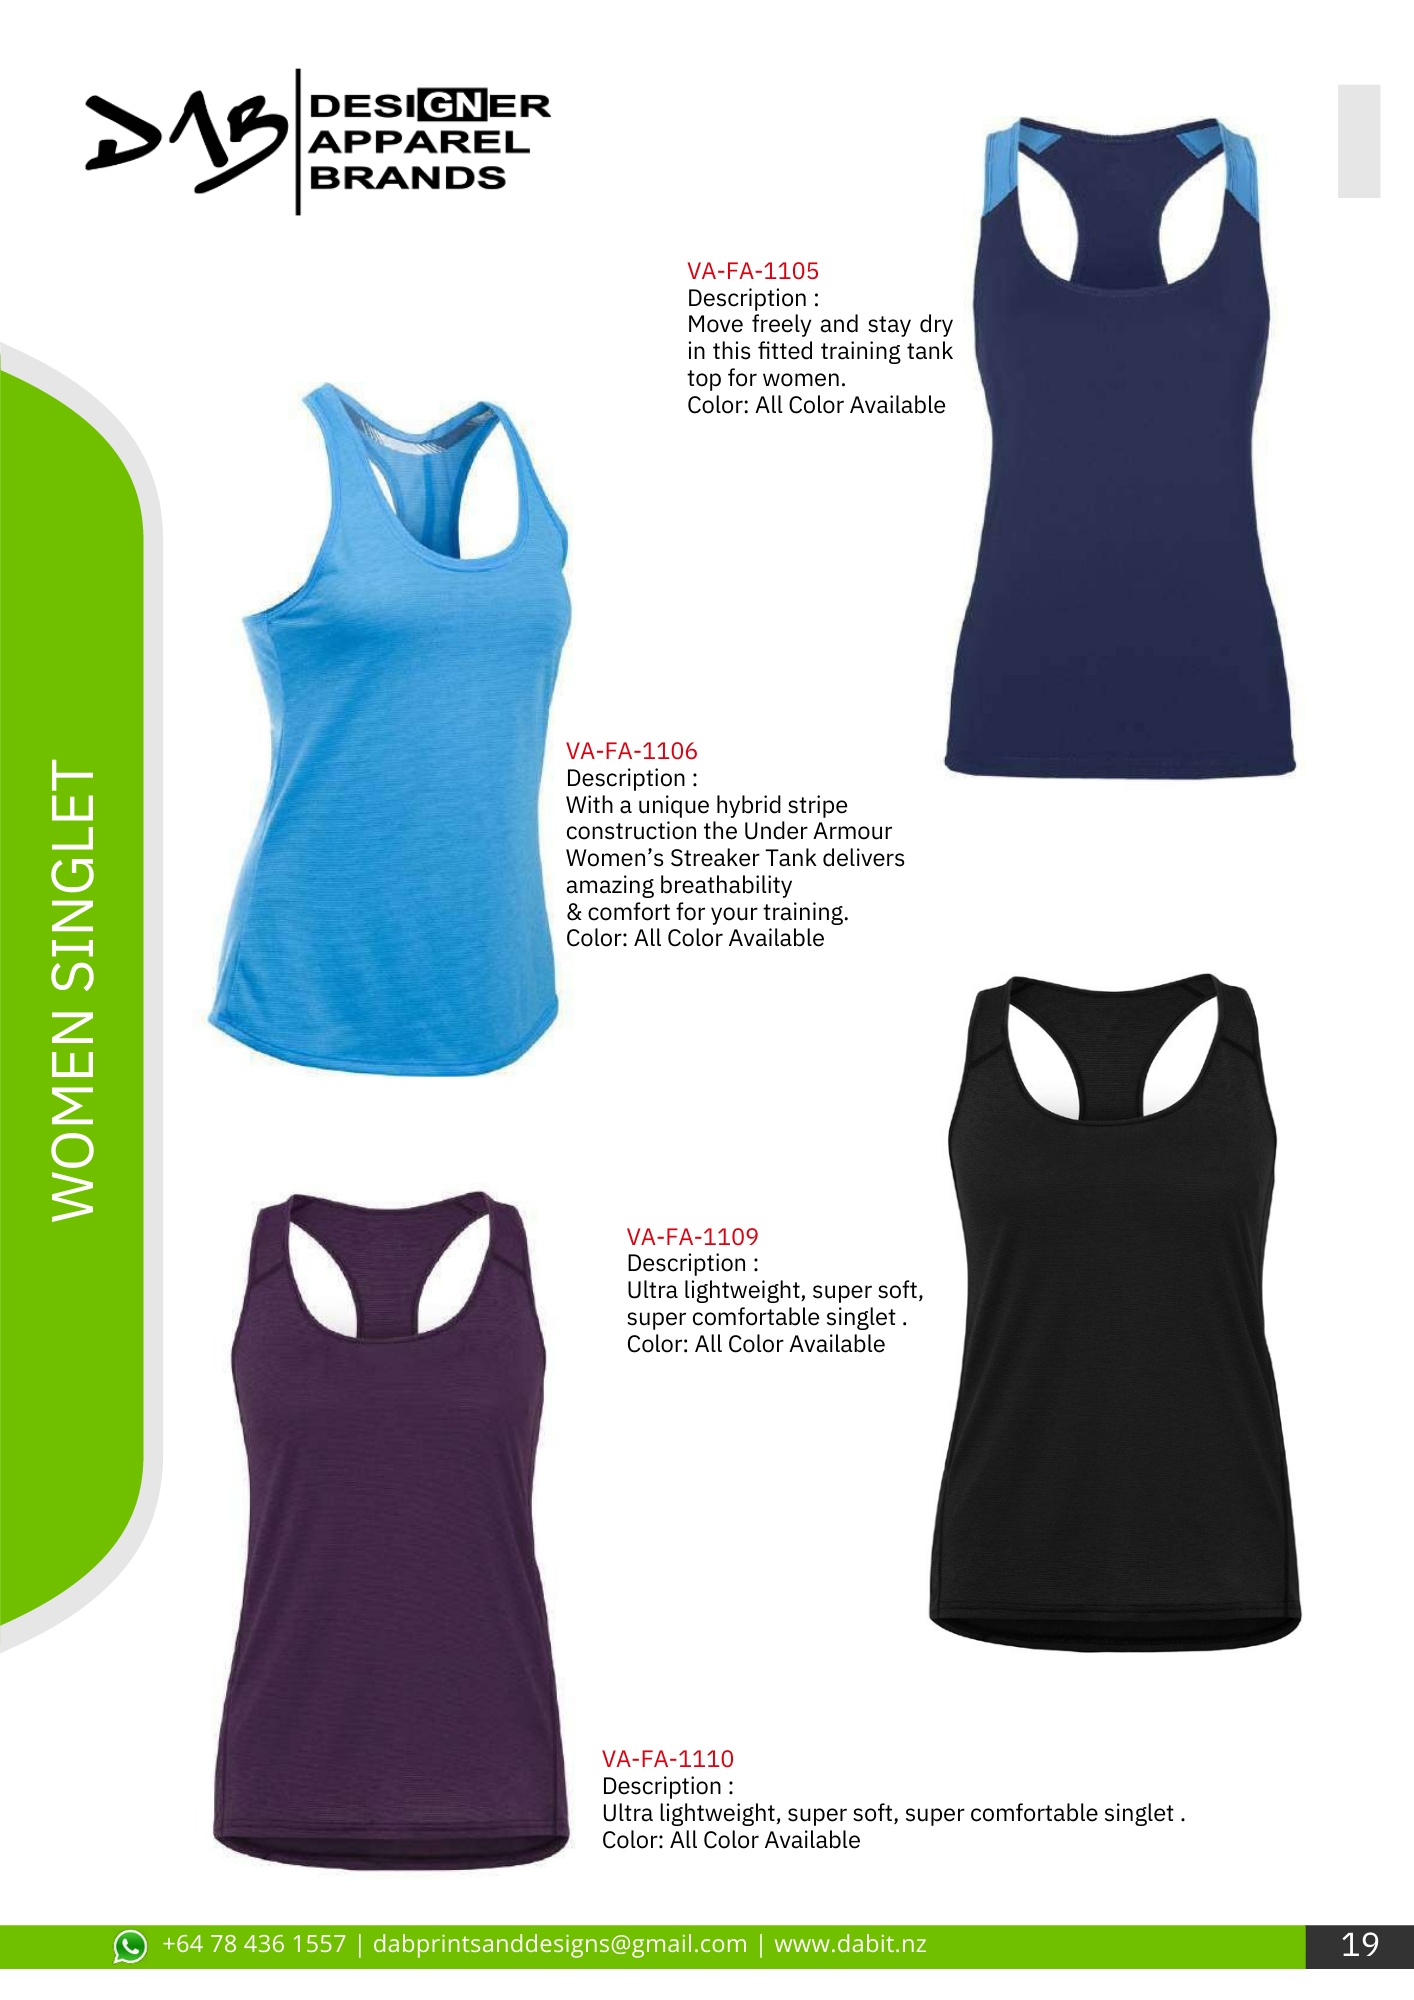 DAB
DESIGNER
APPAREL
BRANDS
VA-FA-1105
Description :
Move freely and stay dry
in this fitted training tank
top for women.
Color: All Color Available
VA-FA-1106
Description :
With a unique hybrid stripe
construction the Under Armour
Women’s Streaker Tank delivers
amazing breathability
& comfort for your training.
Color: All Color Available
WOMEN SINGLET
VA-FA-1109
Description :
Ultra lightweight, super soft,
super comfortable singlet .
Color: All Color Available
VA-FA-1110
Description :
Ultra lightweight, super soft, super comfortable singlet .
Color: All Color Available
+64 78 436 1557 | dabprintsanddesigns@gmail.com | www.dabit.nz
19